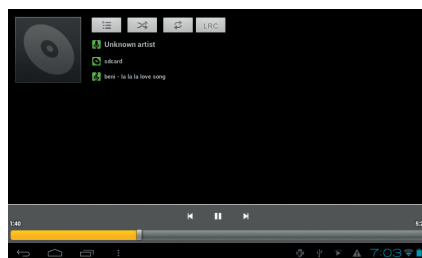 LRC
Unknown artist
sdcard
beni - la la la love song
1:40
7:03